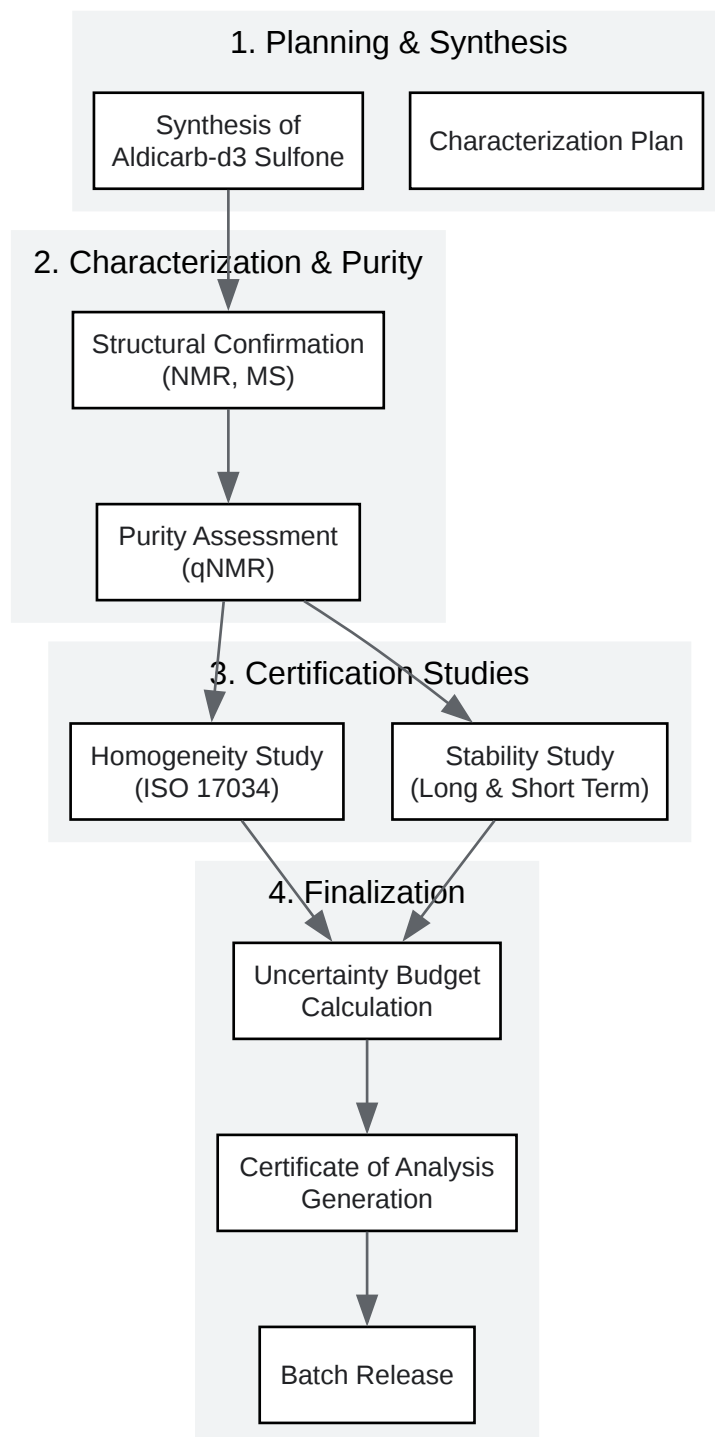 1. Planning & Synthesis
Synthesis of
Aldicarb-d3 Sulfone
Characterization Plan
2. Characterization & Purity
Structural Confirmation
(NMR, MS)
Purity Assessment
(qNMR)
3. Certification Studies
Homogeneity Study
(ISO 17034)
Stability Study
(Long & Short Term)
4. Finalization
Uncertainty Budget
Calculation
Certificate of Analysis
Generation
Batch Release